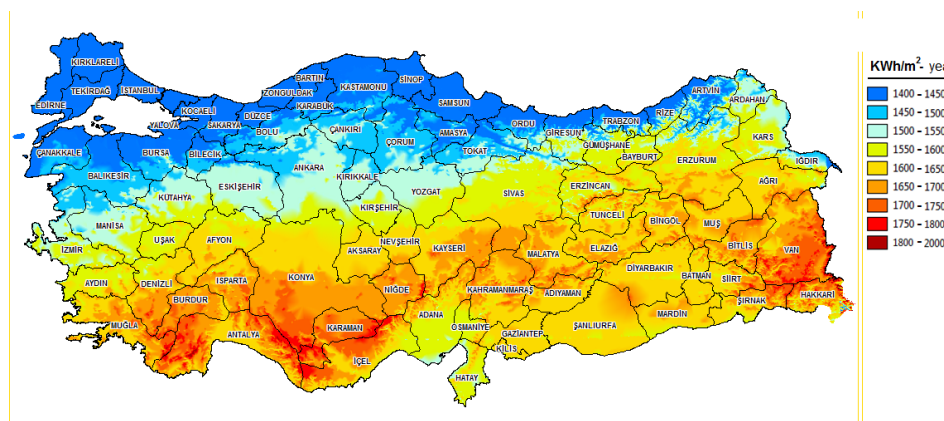 KWh/m²- yea
1400 - 1450
1450 - 1500
1500 - 1550
1550 - 1600
1600 - 1650
1650 - 1700
1700 - 1750
1750 - 1800
1800 - 2000
KIRKLARELİ
TEKİRDAĞ
İSTANBUL
EDİRNE
KOCAELİ
YALOVA
SAKARYA
DÜZCE
BOLU
ZONGULDAK
BARTIN
KARABÜK
KASTAMONU
SİNOP
SAMSUN
ÇANKIRI
ÇORUM
AMASYA
TOKAT
ORDU
GİRESUN
TRABZON
RİZE
ARTVİN
ARDAHAN
KARS
IĞDIR
GÜMÜŞHANE
BAYBURT
ERZURUM
AĞRI
ÇANAKKALE
BURSA
BİLECİK
BALIKEŞİR
KÜTAHYA
ESKİŞEHİR
ANKARA
KIRIKKALE
YOZGAT
KIRŞEHİR
SİVAS
ERZİNCAN
TUNCELİ
BİNGÖL
MUŞ
BİTLİS
VAN
MANİSA
İZMİR
UŞAK
AFYON
AKSARAY
NEVŞEHİR
KAYSERİ
MALATYA
ELAZIĞ
DİYARBAKIR
BATMAN
SİİRT
ŞIRNAK
HAKKARİ
AYDIN
DENİZLİ
ISPARTA
BURDUR
KONYA
NİĞDE
KAHRAMANMARAŞ
ADIYAMAN
MARDİN
MUĞLA
ANTALYA
KARAMAN
İÇEL
ADANA
OSMANİYE
GAZİANTEP
KİLİS
ŞANLIURFA
HATAY